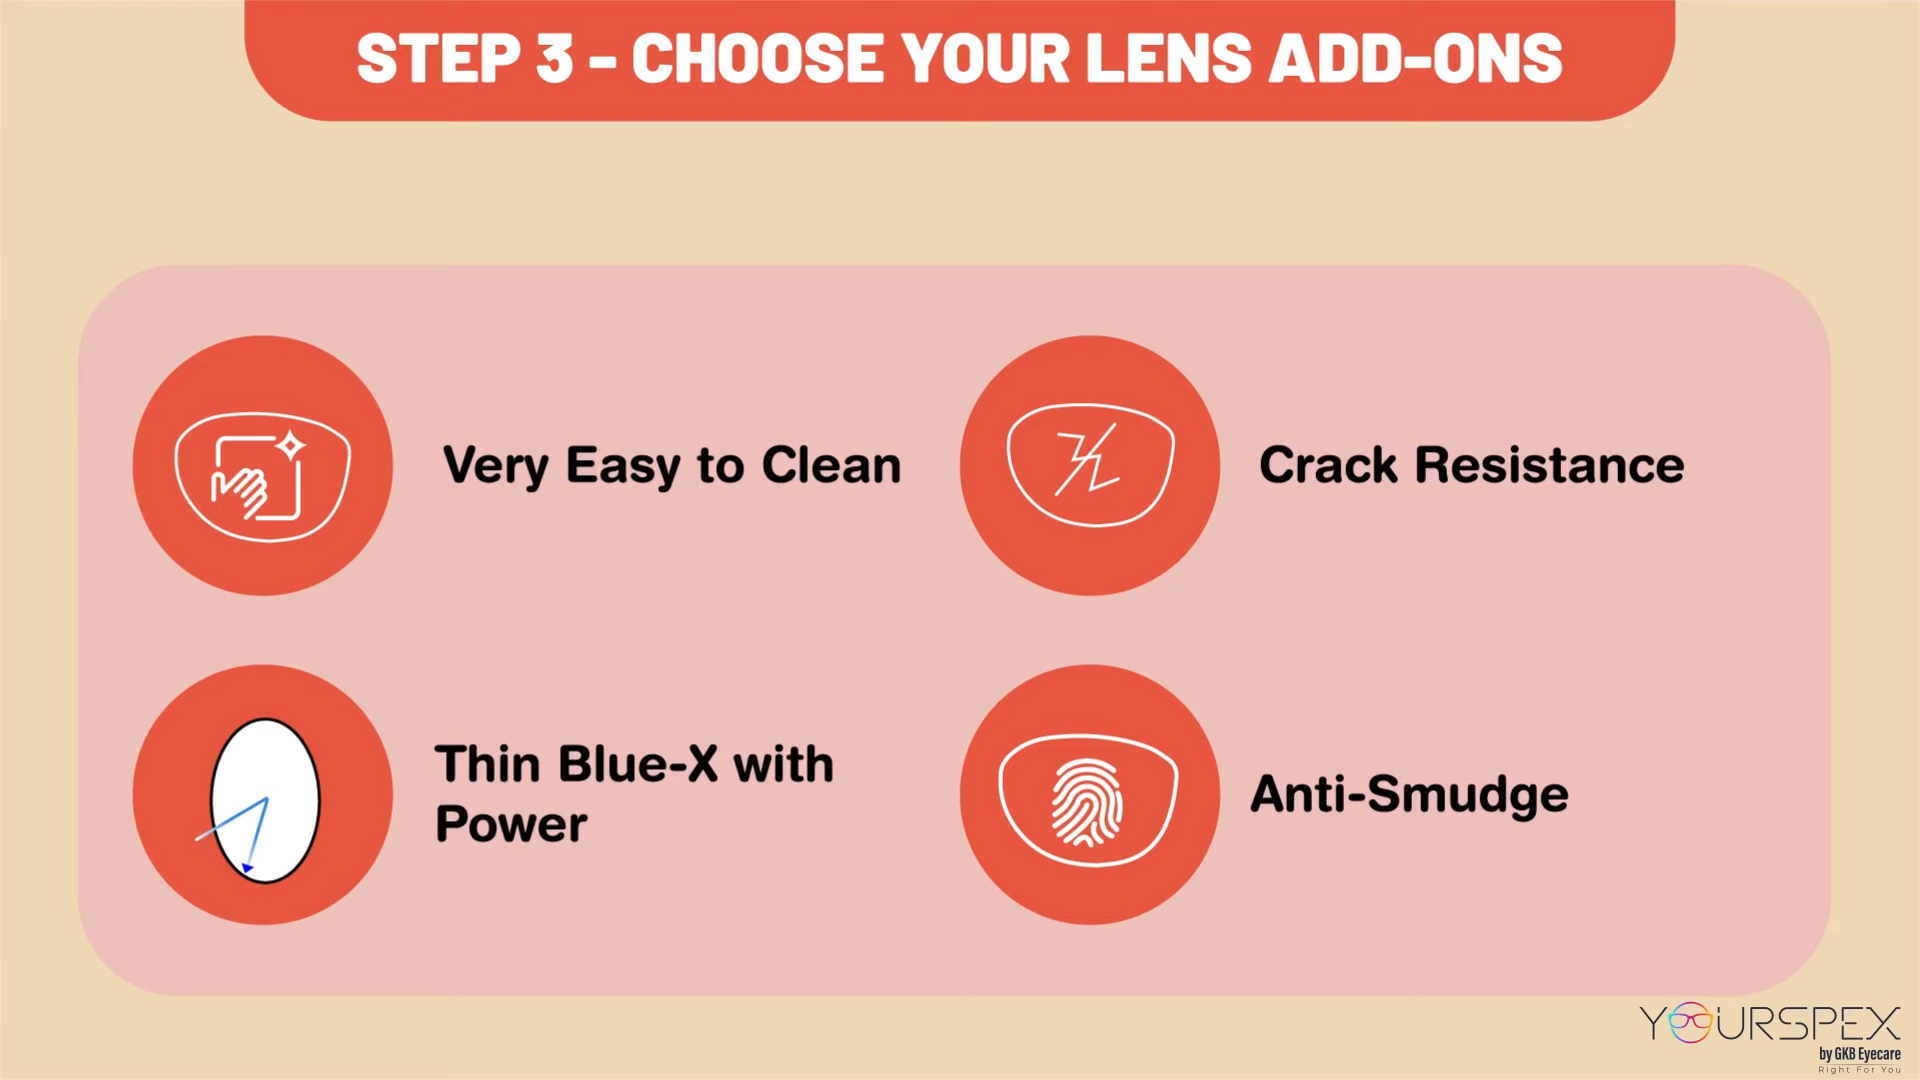 STEP 3 - CHOOSE YOUR LENS ADD-ONS
Very Easy to Clean
Crack Resistance
Thin Blue-X with
Power
Anti-Smudge
YOURSPEX
by GKB Eyecare
Right For You